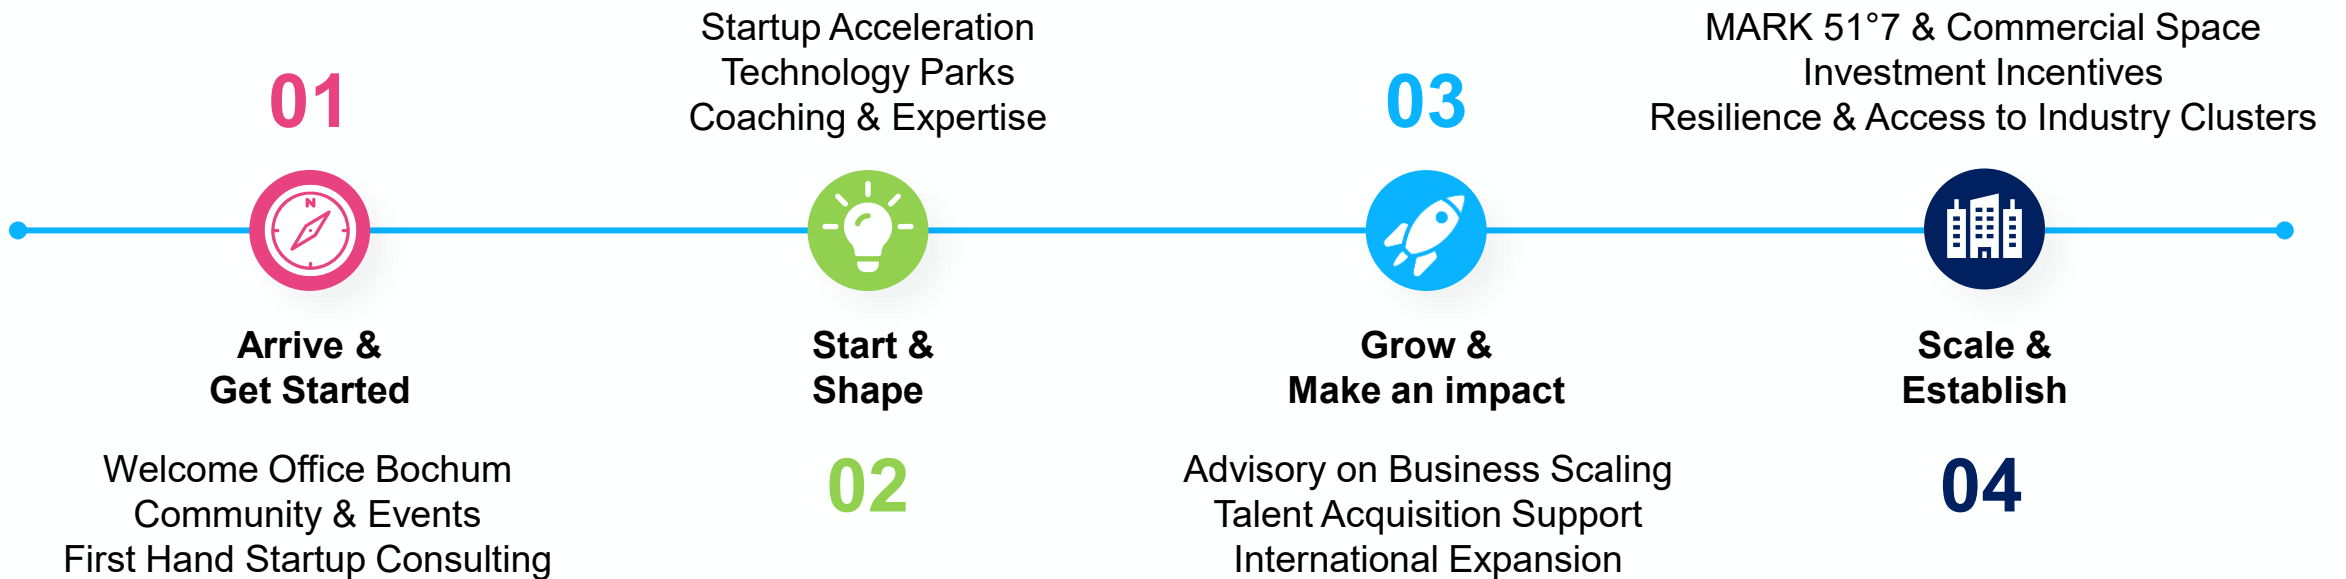 01
N
Arrive &
Get Started
Welcome Office Bochum
Community & Events
First Hand Startup Consulting
Startup Acceleration
Technology Parks
Coaching & Expertise
Start &
Shape
02
03
Grow &
Make an impact
Advisory on Business Scaling
Talent Acquisition Support
International Expansion
MARK 51°7 & Commercial Space
Investment Incentives
Resilience & Access to Industry Clusters
Scale &
Establish
04